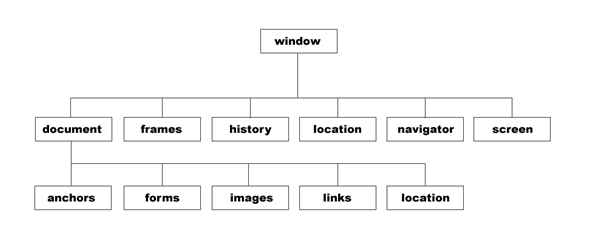 window
document frames history location navigator screen
anchors forms images links location